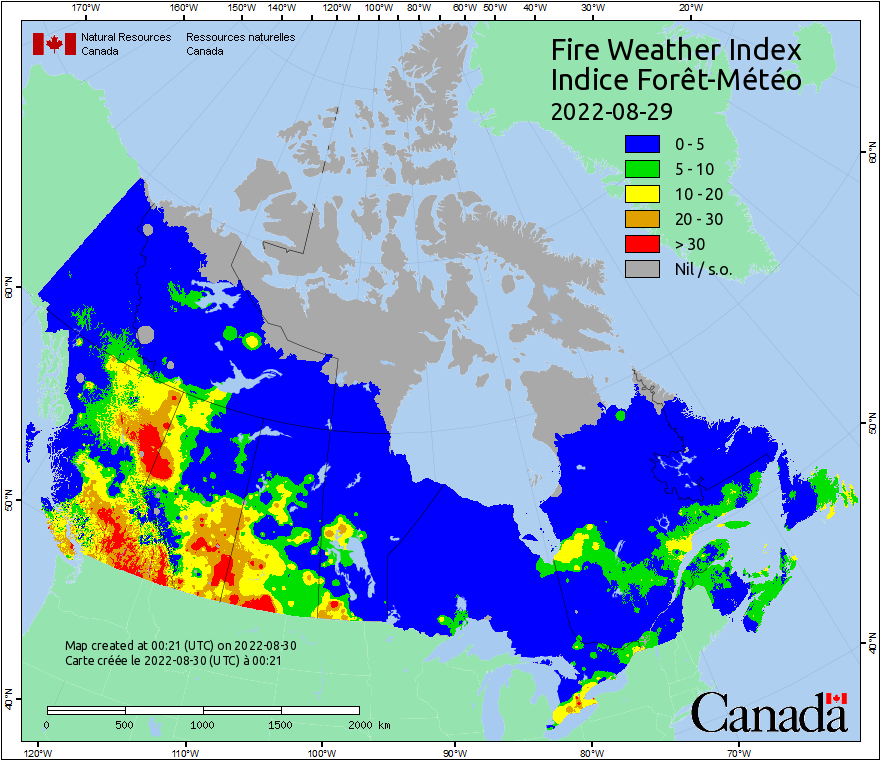 170°W 160°W 150°W 140°W 120°W 100°W 80°W 60°W 50°W 40°W 30°W 20°W
Natural Resources Canada
Ressources naturelles Canada
Fire Weather Index
Indice Forêt-Météo
2022-08-29
0 - 5
5 - 10
10 - 20
20 - 30
> 30
Nil / s.o.
60°N
50°N
40°N
60°N
50°N
40°N
Map created at 00:21 (UTC) on 2022-08-30
Carte créée le 2022-08-30 (UTC) à 00:21
0 500 1000 1500 2000 km
Canada
120°W 110°W 100°W 90°W 80°W 70°W